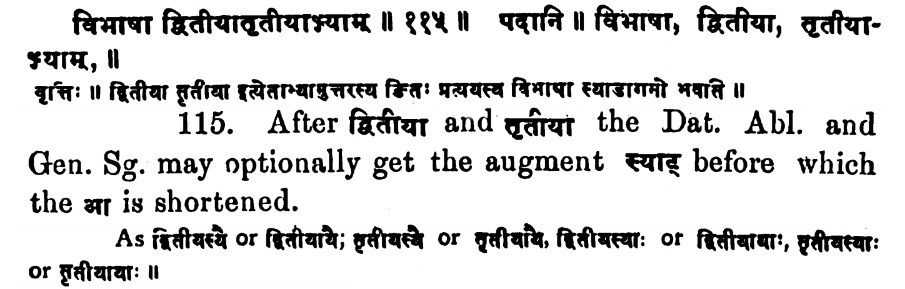 विभाषा द्वितीयातृतीयाभ्याम् ॥ ११५ ॥ पदानि ॥ विभाषा, द्वितीया, तृतीया-
भ्याम्, ॥
वृत्तिः ॥ द्वितीया तृतीया इत्येताभ्यामुत्तरस्य ङितः प्रत्ययस्य विभाषा स्याडागमो भवति ॥
115. After द्वितीया and तृतीया the Dat. Abl. and
Gen. Sg. may optionally get the augment स्याद् before which
the आ is shortened.
As द्वितीयस्यै or द्वितीयायै; तृतीयस्यै or तृतीयायै, द्वितीयस्याः or द्वितीयायाः, तृतीयस्याः
or तृतीयायाः ॥